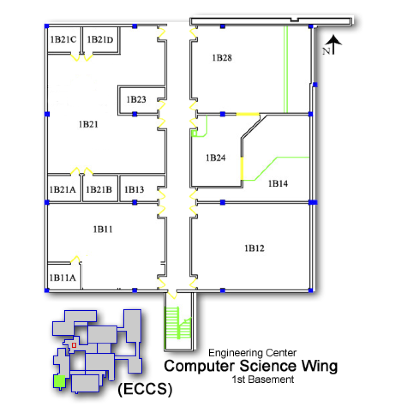 1B21C
1B21D
1B28
N
1B23
1B21
1B24
1B14
1B21A
1B21B
1B13
1B11
1B12
1B11A
Engineering Center
Computer Science Wing
1st Basement
(ECCS)